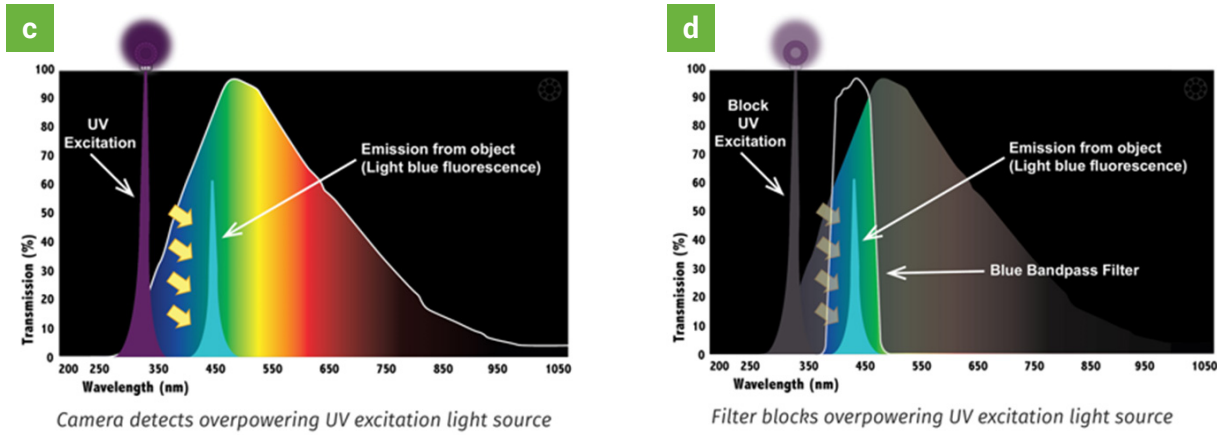 c
100
90
80
70
60
50
40
30
20
10
0
Transmission (%)
UV
Excitation
Emission from object
(Light blue fluorescence)
200 250 350 450 550 650 750 850 950 1050
Wavelength (nm)
Camera detects overpowering UV excitation light source
d
100
90
80
70
60
50
40
30
20
10
0
Transmission (%)
Block
UV
Excitation
Emission from object
(Light blue fluorescence)
Blue Bandpass Filter
200 250 350 450 550 650 750 850 950 1050
Wavelength (nm)
Filter blocks overpowering UV excitation light source